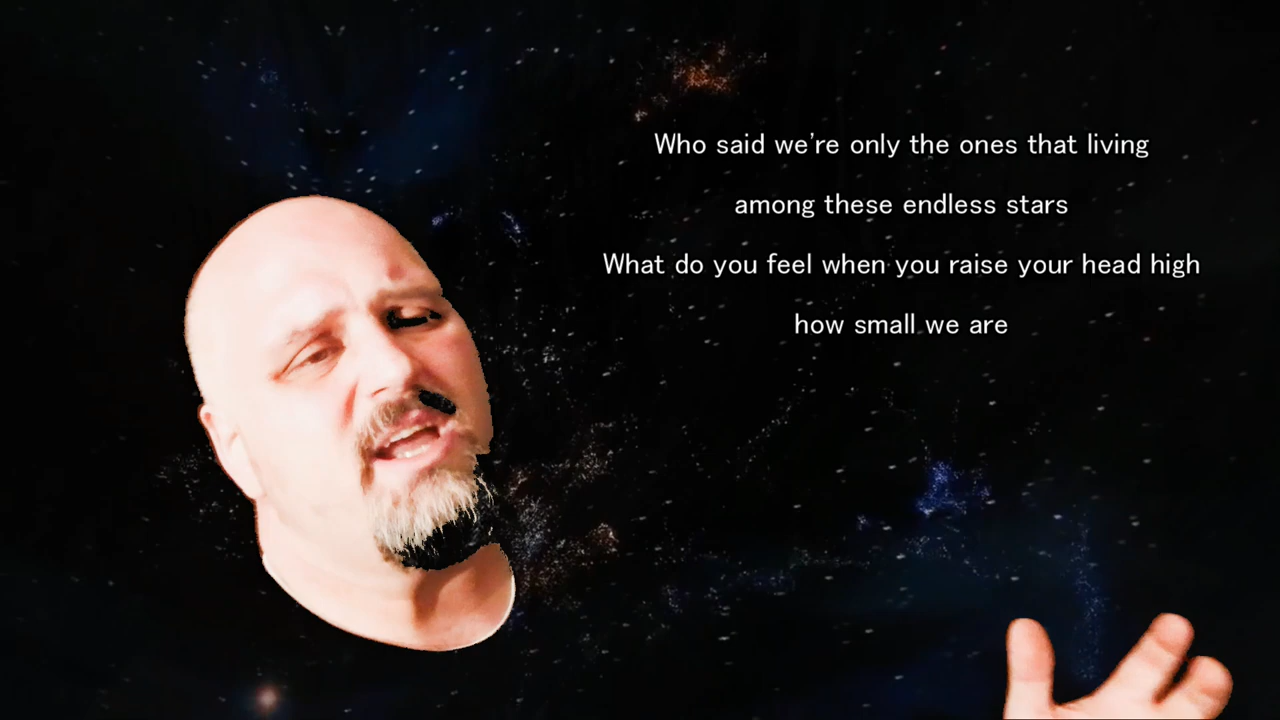 Who said we’re only the ones that living
among these endless stars
What do you feel when you raise your head high
how small we are